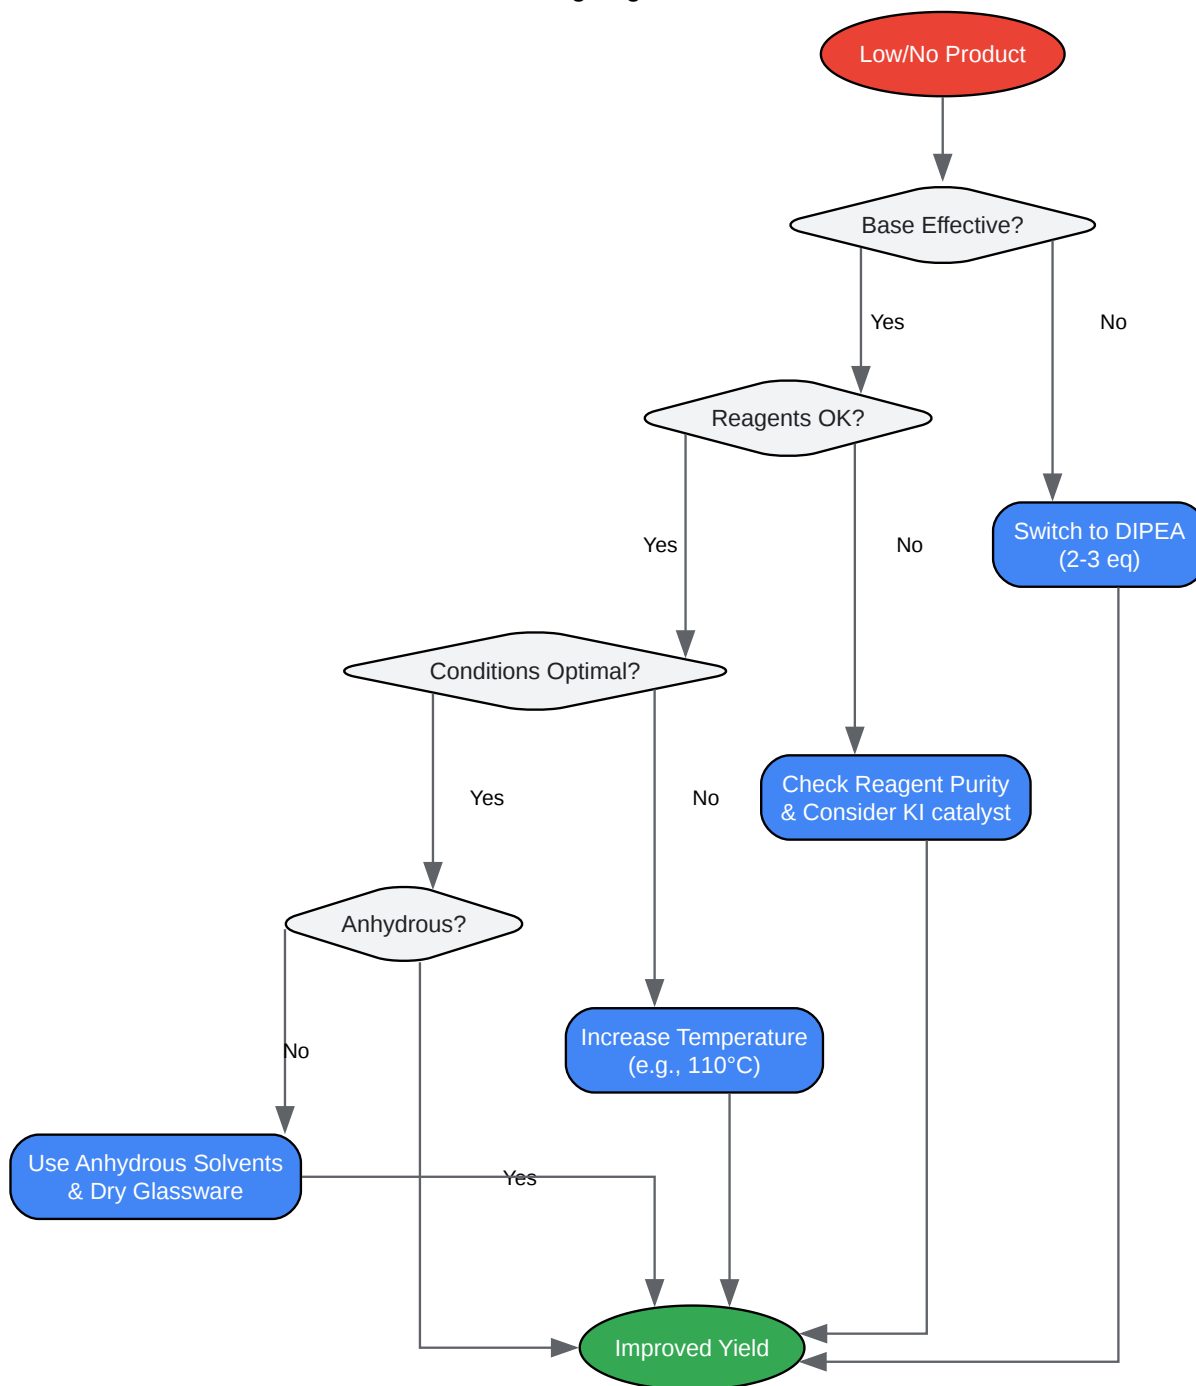 Low/No Product
Base Effective?
Yes
No
Reagents OK?
Switch to DIPEA
(2-3 eq)
Yes
No
Conditions Optimal?
Check Reagent Purity
& Consider KI catalyst
Yes
No
Anhydrous?
Increase Temperature
(e.g., 110°C)
No
Use Anhydrous Solvents
& Dry Glassware
Yes
Improved Yield